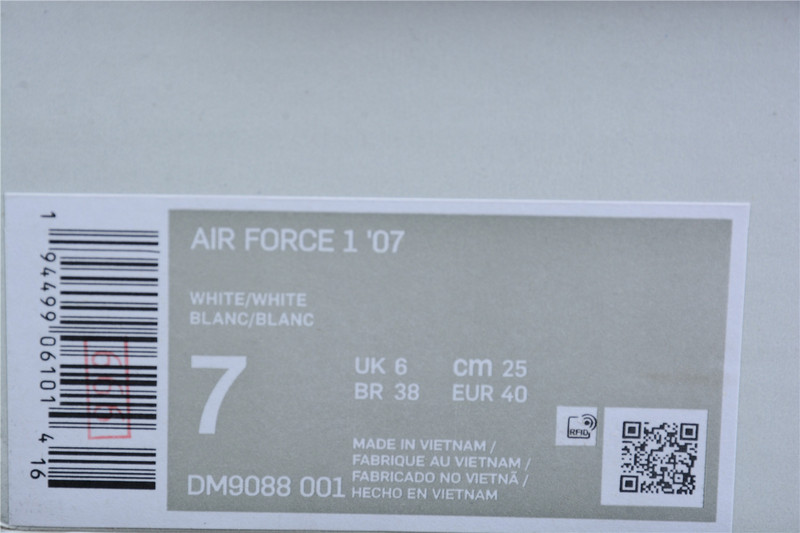 AIR FORCE 1 '07
WHITE/WHITE
BLANC/BLANC
7
UK 6 cm 25
BR 38 EUR 40
RFID
MADE IN VIETNAM /
FABRIQUE AU VIETNAM /
FABRICADO NO VIETNÃ /
HECHO EN VIETNAM
DM9088 001
1 94499 06101 4 16